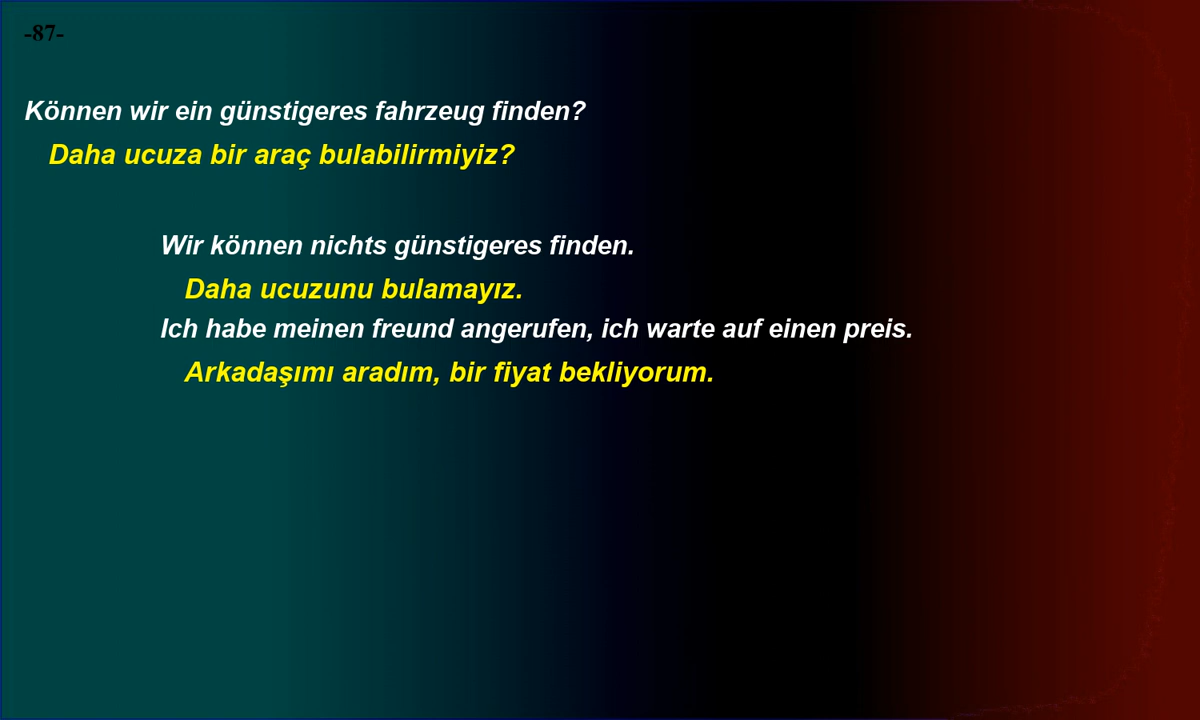 -87-
Können wir ein günstigeres fahrzeug finden?
Daha ucuza bir araç bulabilirmiyiz?
Wir können nichts günstigeres finden.
Daha ucuzunu bulamayız.
Ich habe meinen freund angerufen, ich warte auf einen preis.
Arkadaşımı aradım, bir fiyat bekliyorum.